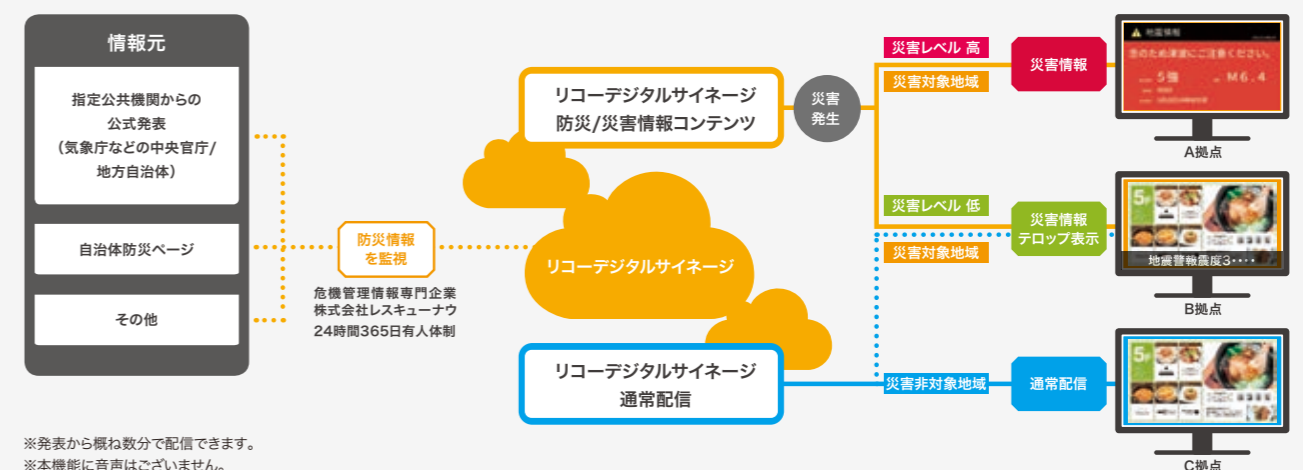 情報元
指定公共機関からの
公式発表
（気象庁などの中央官庁/
地方自治体）
自治体防災ページ
その他
防災情報
を監視
危機管理情報専門企業
株式会社レスキューナウ
24時間365日有人体制
リコーデジタルサイネージ
防災/災害情報コンテンツ
リコーデジタルサイネージ
リコーデジタルサイネージ
通常配信
災害
発生
災害レベル 高
災害対象地域
災害情報
地震情報
念のため津波にご注意ください。
5強
M6.4
A拠点
災害レベル 低
災害対象地域
災害情報
テロップ表示
5F
地震警報震度3････
B拠点
災害非対象地域
通常配信
5F
C拠点
※発表から概ね数分で配信できます。
※本機能に音声はございません。